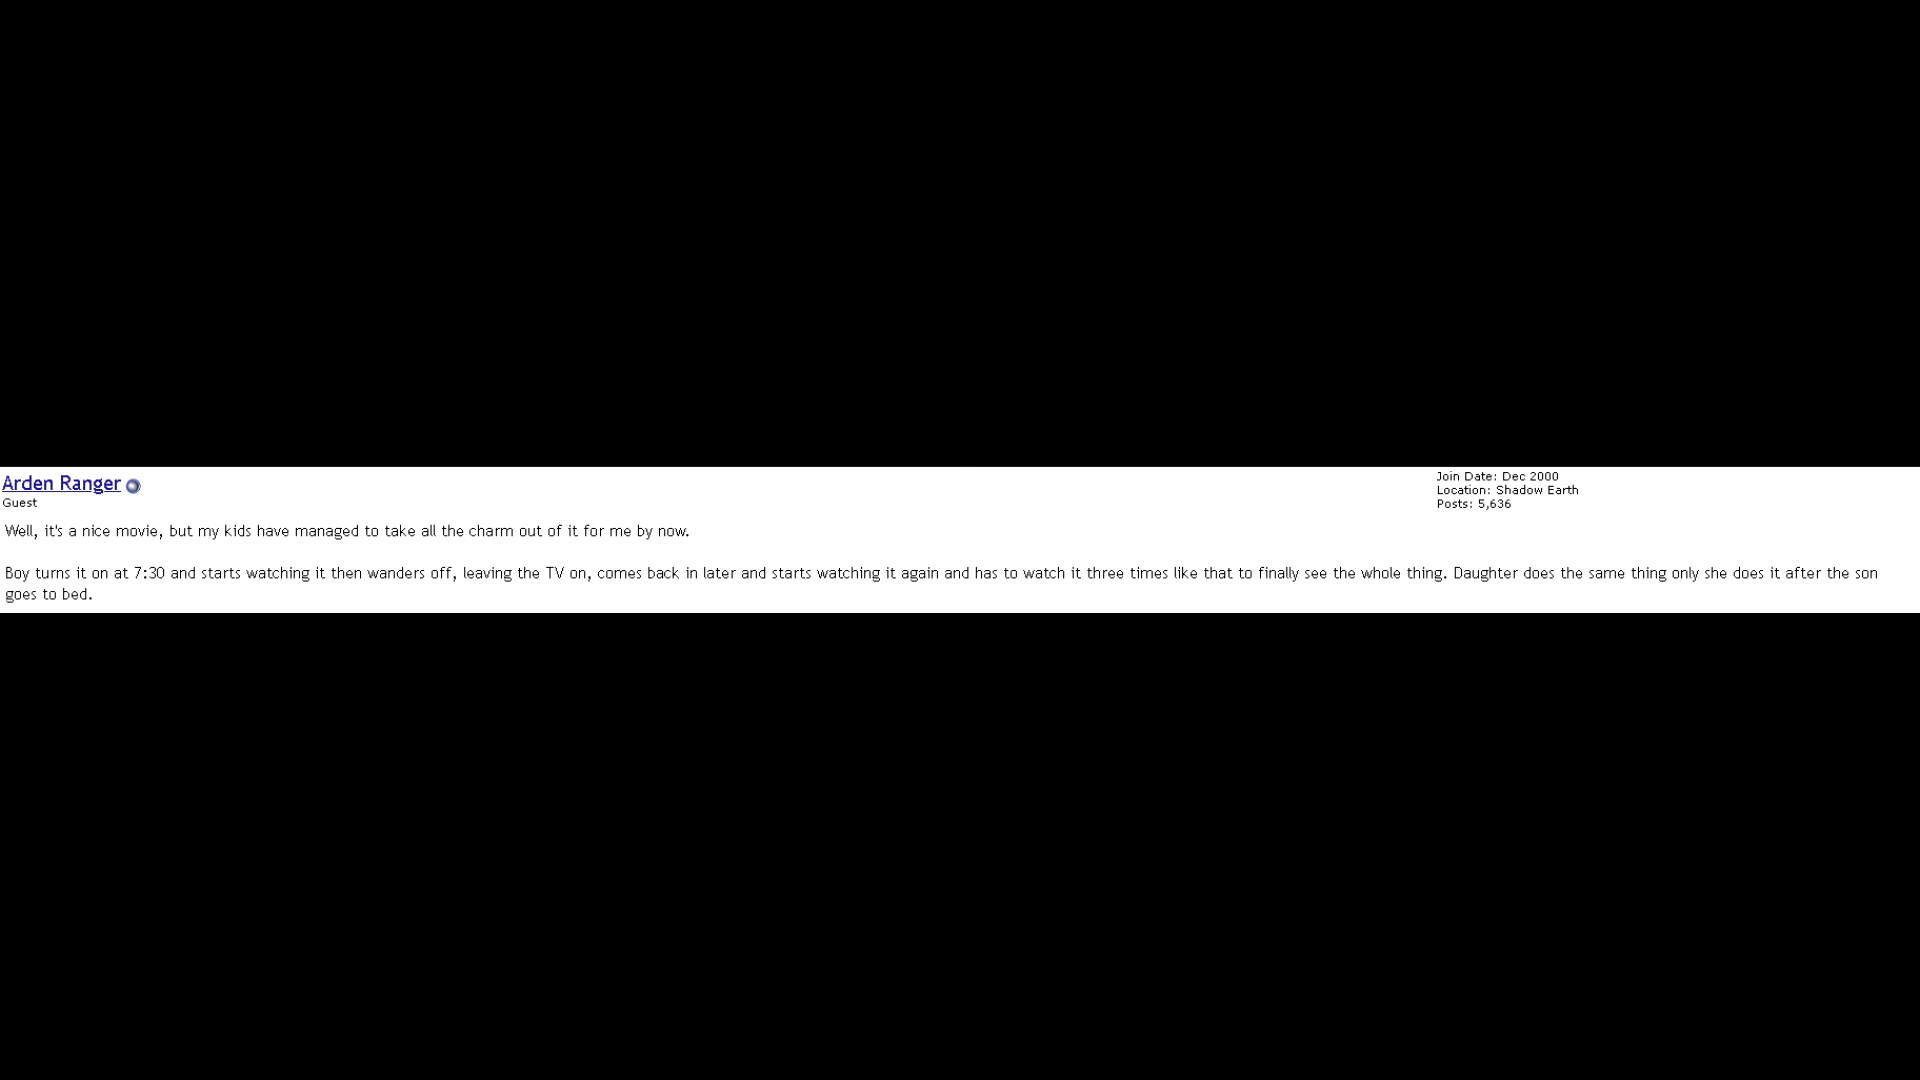 Arden Ranger
Guest
Join Date: Dec 2000
Location: Shadow Earth
Posts: 5,636
Well, it's a nice movie, but my kids have managed to take all the charm out of it for me by now.
Boy turns it on at 7:30 and starts watching it then wanders off, leaving the TV on, comes back in later and starts watching it again and has to watch it three times like that to finally see the whole thing. Daughter does the same thing only she does it after the son
goes to bed.